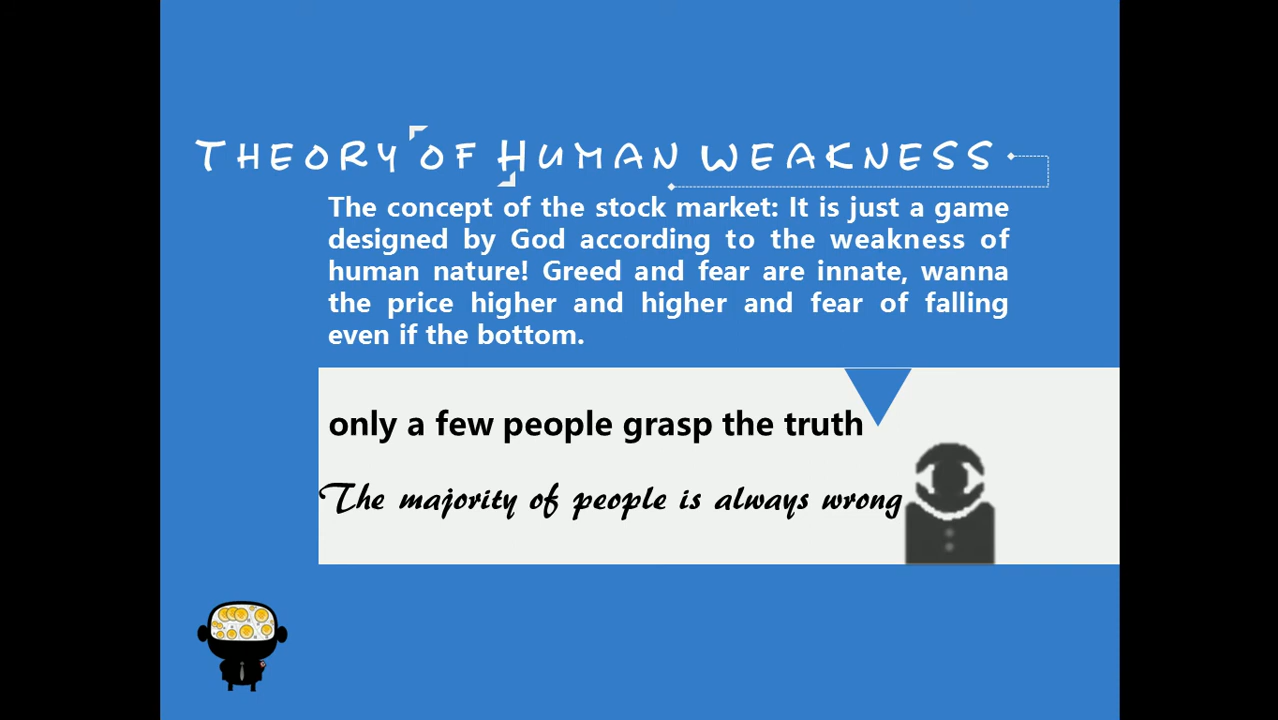 THEORY OF HUMAN WEAKNESS
The concept of the stock market: It is just a game
designed by God according to the weakness of
human nature! Greed and fear are innate, wanna
the price higher and higher and fear of falling
even if the bottom.
only a few people grasp the truth
The majority of people is always wrong